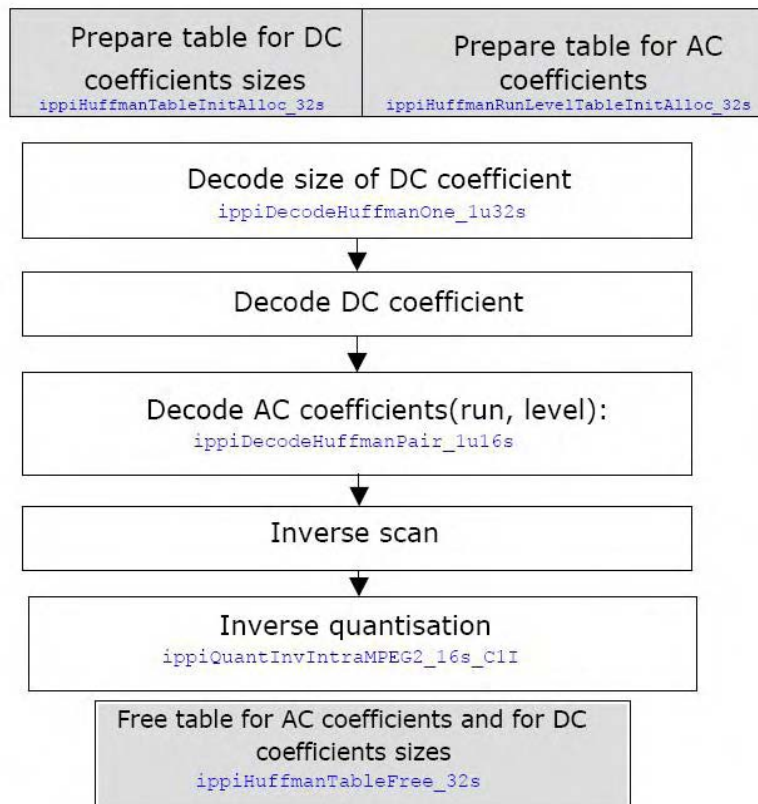 Prepare table for DC
coefficients sizes
ippiHuffmanTableInitAlloc_32s
Prepare table for AC
coefficients
ippiHuffmanRunLevelTableInitAlloc_32s
Decode size of DC coefficient
ippiDecodeHuffmanOne_1u32s
Decode DC coefficient
Decode AC coefficients(run, level):
ippiDecodeHuffmanPair_1u16s
Inverse scan
Inverse quantisation
ippiQuantInvIntraMPEG2_16s_C1I
Free table for AC coefficients and for DC
coefficients sizes
ippiHuffmanTableFree_32s